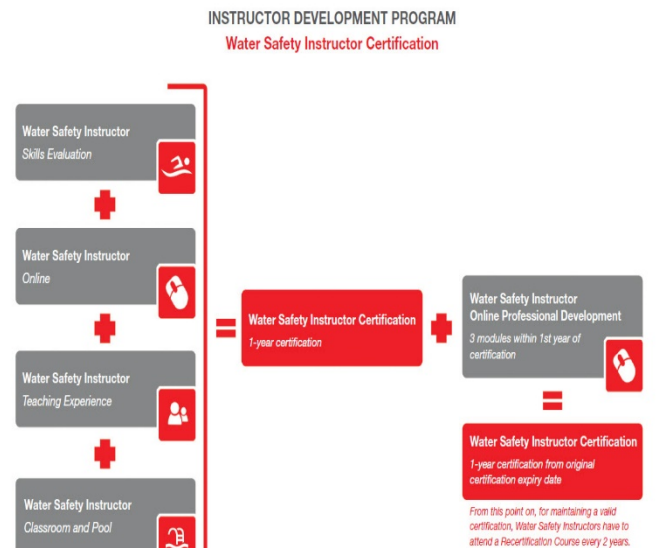 INSTRUCTOR DEVELOPMENT PROGRAM
Water Safety Instructor Certification
Water Safety Instructor
Skills Evaluation
Water Safety Instructor
Online
Water Safety Instructor
Teaching Experience
Water Safety Instructor
Classroom and Pool
Water Safety Instructor Certification
1-year certification
Water Safety Instructor
Online Professional Development
3 modules within 1st year of
certification
Water Safety Instructor Certification
1-year certification from original
certification expiry date
From this point on, for maintaining a valid
certification, Water Safety Instructors have to
attend a Recertification Course every 2 years.